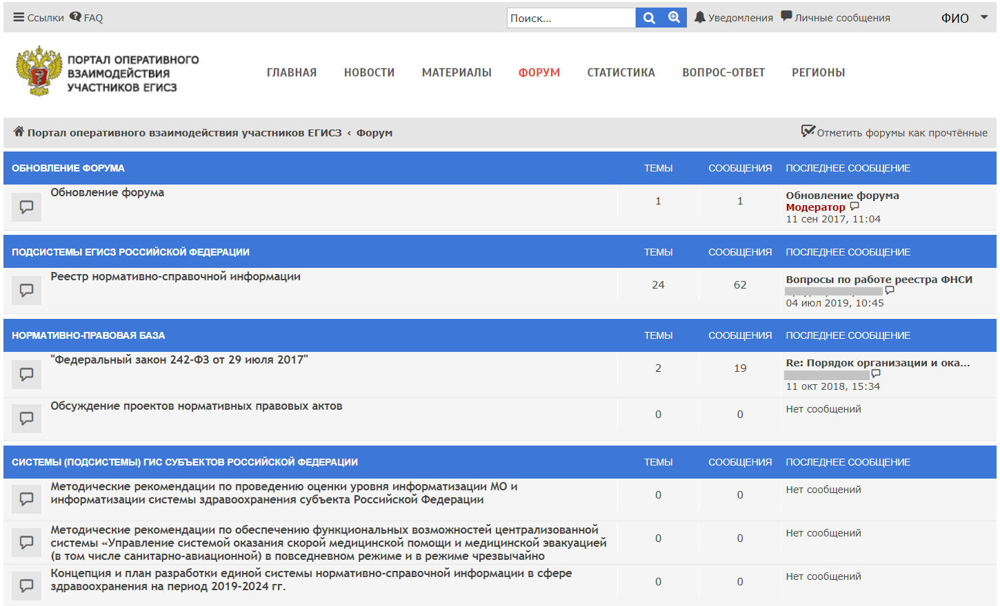 Ссылки FAQ
Поиск... Уведомления Личные сообщения ФИО
ПОРТАЛ ОПЕРАТИВНОГО
ВЗАИМОДЕЙСТВИЯ
УЧАСТНИКОВ ЕГИСЗ
ГЛАВНАЯ НОВОСТИ МАТЕРИАЛЫ ФОРУМ СТАТИСТИКА ВОПРОС-ОТВЕТ РЕГИОНЫ
Портал оперативного взаимодействия участников ЕГИСЗ ‹ Форум Отметить форумы как прочтённые
ОБНОВЛЕНИЕ ФОРУМА ТЕМЫ СООБЩЕНИЯ ПОСЛЕДНЕЕ СООБЩЕНИЕ
Обновление форума 1 1
Обновление форума
Модератор
11 сен 2017, 11:04
ПОДСИСТЕМЫ ЕГИСЗ РОССИЙСКОЙ ФЕДЕРАЦИИ ТЕМЫ СООБЩЕНИЯ ПОСЛЕДНЕЕ СООБЩЕНИЕ
Реестр нормативно-справочной информации 24 62
Вопросы по работе реестра ФНСИ
04 июл 2019, 10:45
НОРМАТИВНО-ПРАВОВАЯ БАЗА ТЕМЫ СООБЩЕНИЯ ПОСЛЕДНЕЕ СООБЩЕНИЕ
"Федеральный закон 242-ФЗ от 29 июля 2017" 2 19
Re: Порядок организации и ока...
11 окт 2018, 15:34
Обсуждение проектов нормативных правовых актов 0 0 Нет сообщений
СИСТЕМЫ (ПОДСИСТЕМЫ) ГИС СУБЪЕКТОВ РОССИЙСКОЙ ФЕДЕРАЦИИ ТЕМЫ СООБЩЕНИЯ ПОСЛЕДНЕЕ СООБЩЕНИЕ
Методические рекомендации по проведению оценки уровня информатизации МО и
информатизации системы здравоохранения субъекта Российской Федерации
0 0 Нет сообщений
Методические рекомендации по обеспечению функциональных возможностей централизованной
системы «Управление системой оказания скорой медицинской помощи и медицинской эвакуацией
(в том числе санитарно-авиационной) в повседневном режиме и в режиме чрезвычайно
0 0 Нет сообщений
Концепция и план разработки единой системы нормативно-справочной информации в сфере
здравоохранения на период 2019-2024 гг.
0 0 Нет сообщений